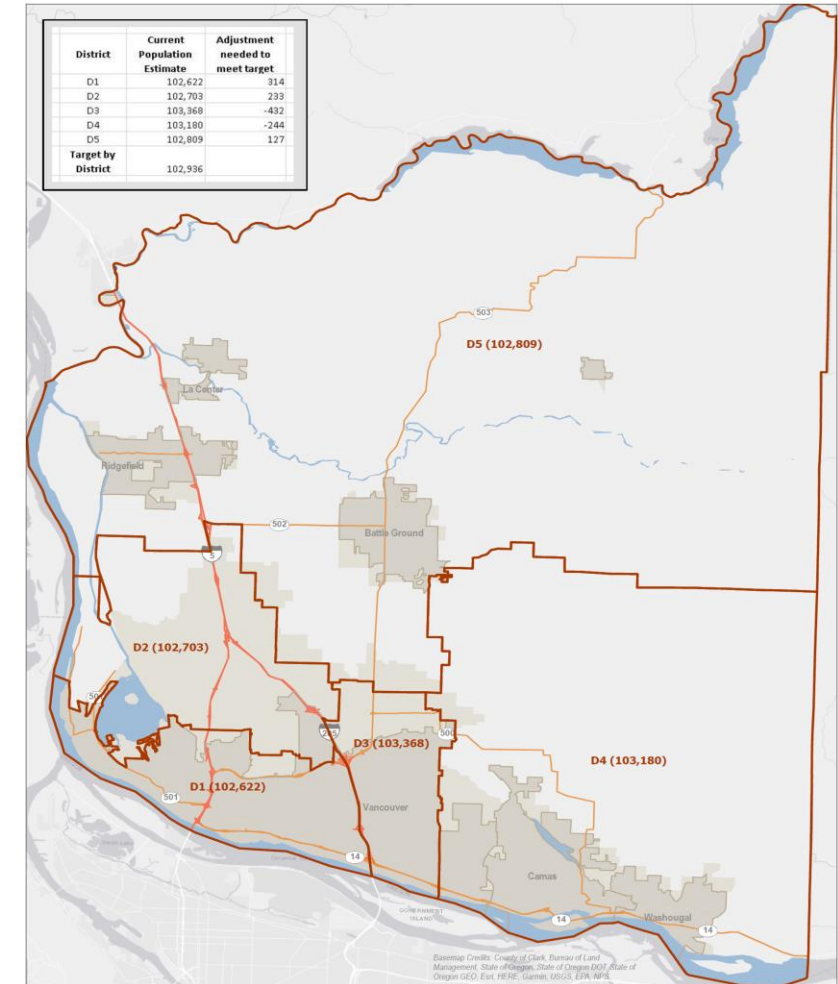 District Current Population Estimate Adjustment needed to meet target
D1 102,622 314
D2 102,703 233
D3 103,368 -432
D4 103,180 -244
D5 102,809 127
Target by District 102,936
503
D5 (102,809)
La Center
Ridgefield
502
Battle Ground
5
D2 (102,703)
501
205
500
D3 (103,368)
D4 (103,180)
D1 (102,622)
501
Vancouver
14
Camas
GOVERNMENT
ISLAND
14
Washougal
14
Basemap Credits: County of Clark, Bureau of Land
Management, State of Oregon, State of Oregon DOT, State of
Oregon GEO, Esri, HERE, Garmin, USGS, EPA, NPS